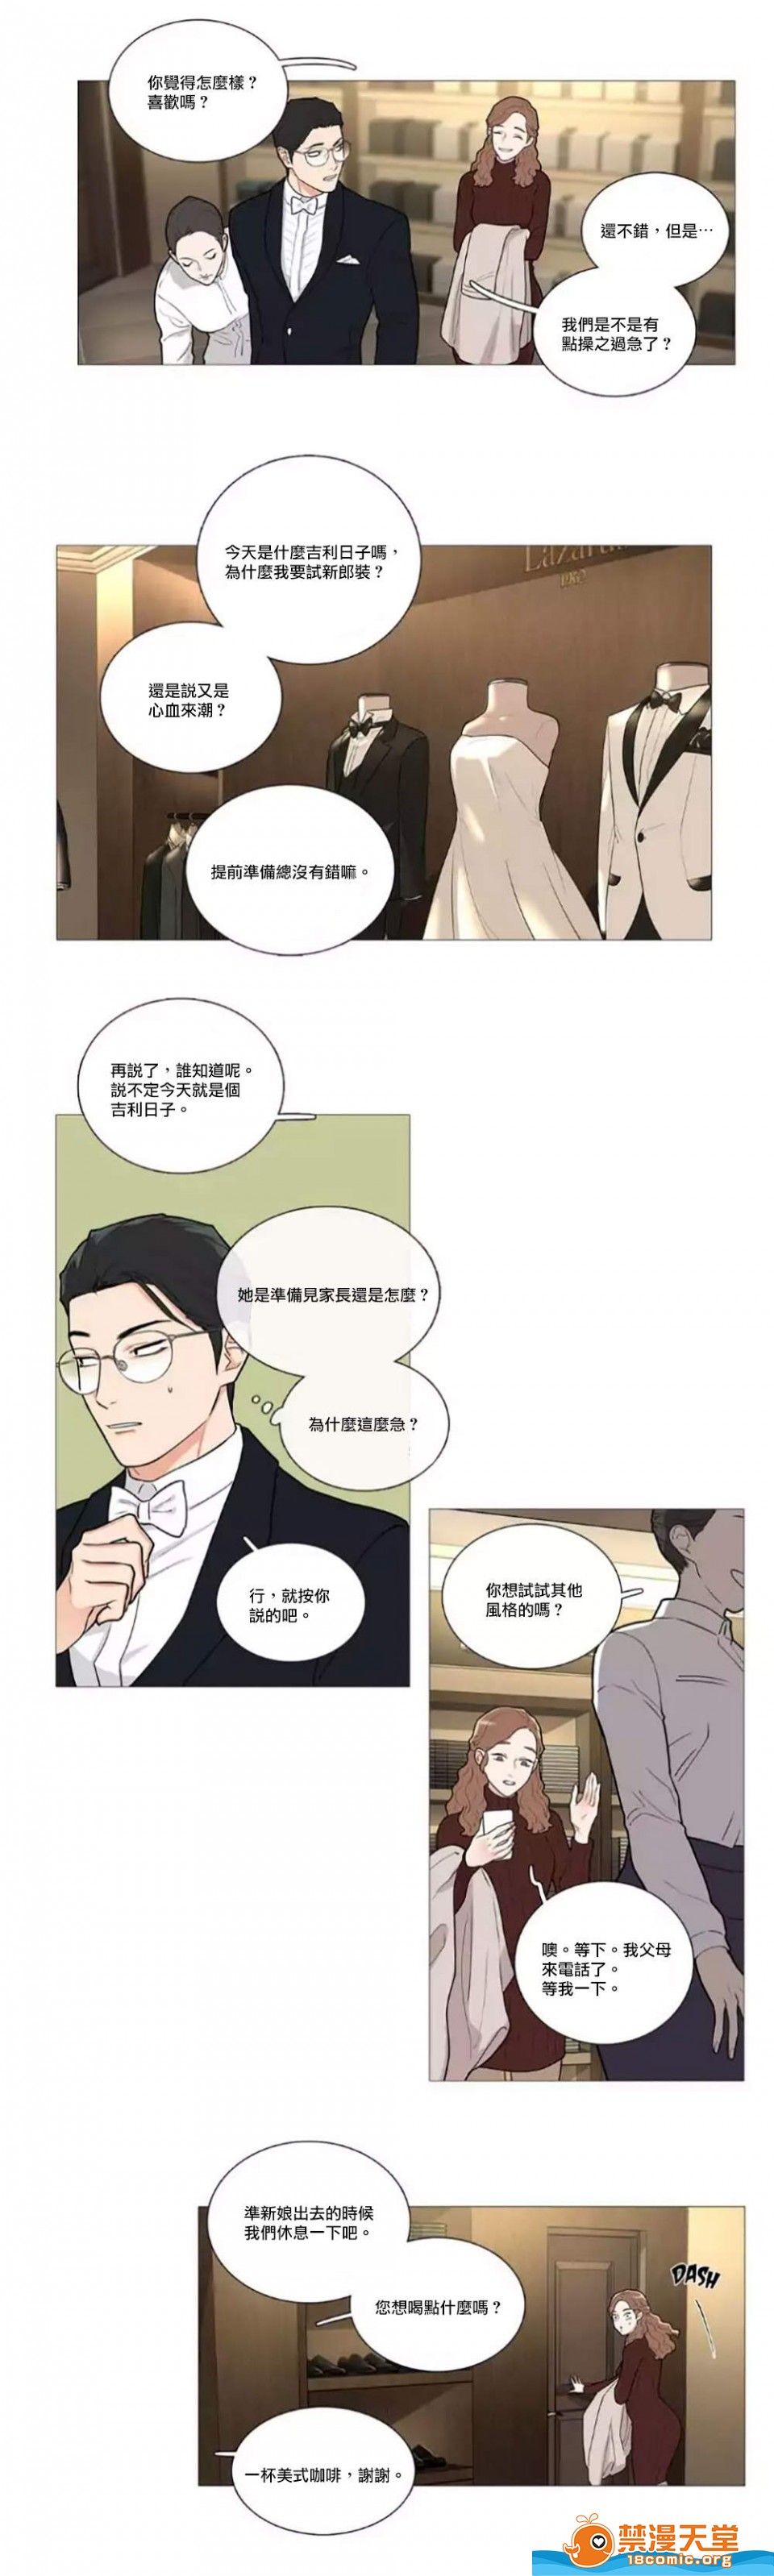 你覺得怎麼樣？
喜歡嗎？
還不錯，但是…
我們是不是有
點操之過急了？
今天是什麼吉利日子嗎，
為什麼我要試新郎裝？
還是說又是
心血來潮？
提前準備總沒有錯嘛。
再說了，誰知道呢。
說不定今天就是個
吉利日子。
她是準備見家長還是怎麼？
為什麼這麼急？
行，就按你
說的吧。
你想試試其他
風格的嗎？
噢。等下。我父母
來電話了。
等我一下。
準新娘出去的時候
我們休息一下吧。
您想喝點什麼嗎？
DASH
一杯美式咖啡，謝謝。
禁漫天堂
18comic.org